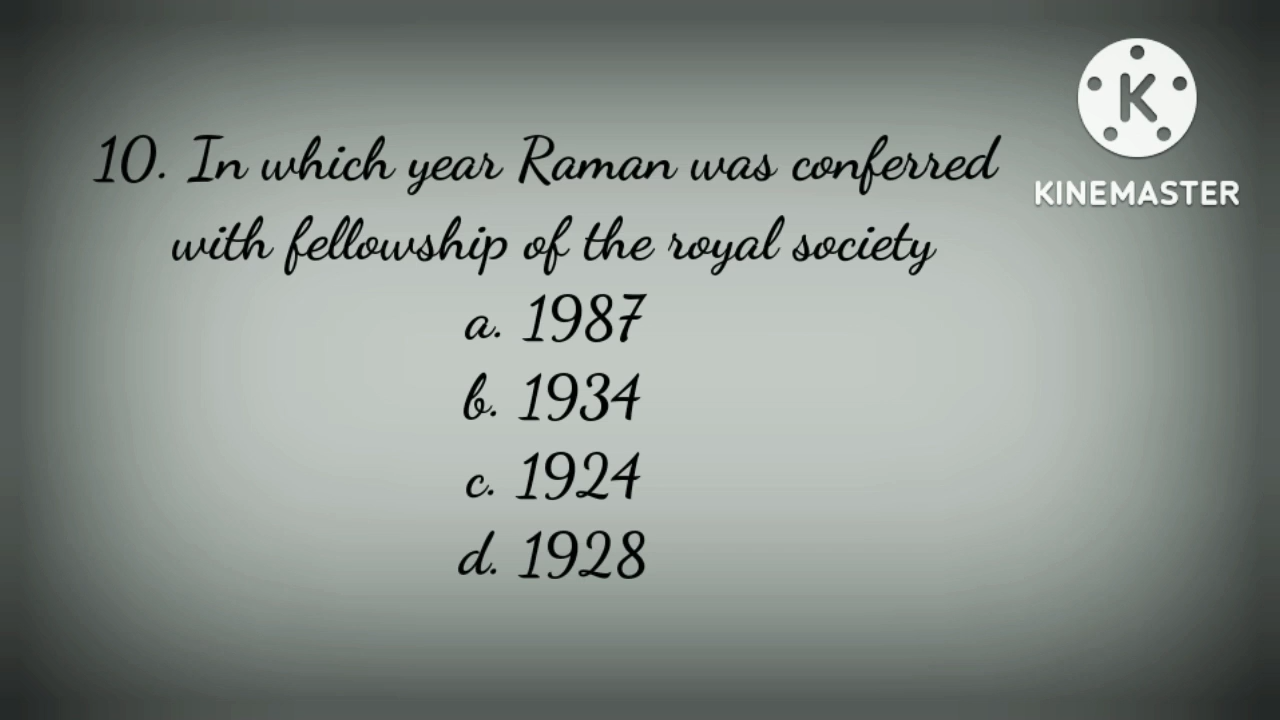 10. In which year Raman was conferred
with fellowship of the royal society
a. 1987
b. 1934
c. 1924
d. 1928
K
KINEMASTER